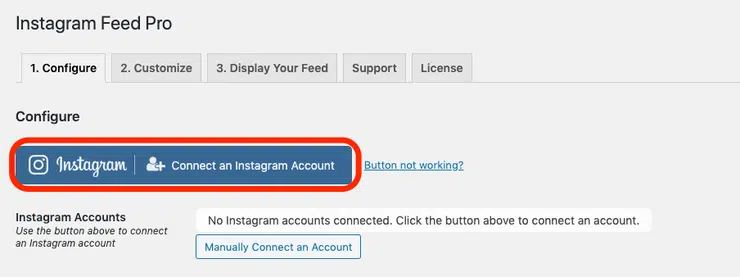 Instagram Feed Pro
1. Configure
2. Customize
3. Display Your Feed
Support
License
Configure
Instagram
Connect an Instagram Account
Button not working?
Instagram Accounts
Use the button above to connect
an Instagram account
No Instagram accounts connected. Click the button above to connect an account.
Manually Connect an Account